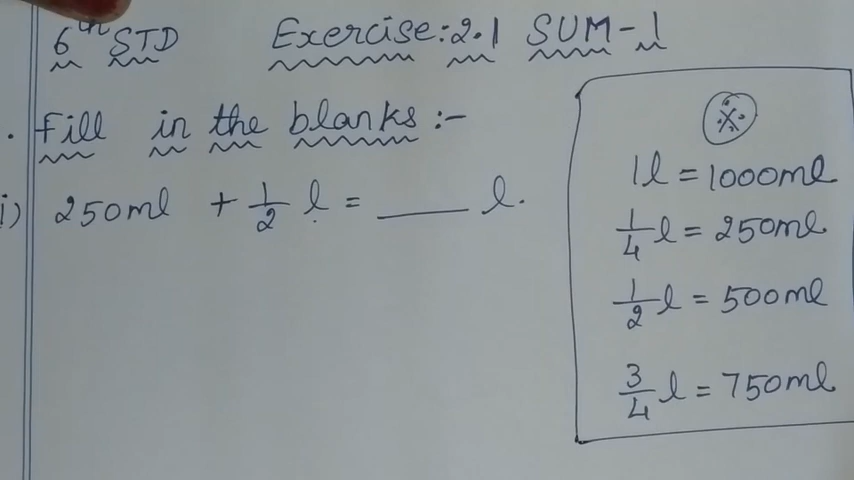 6th STD Exercise:2.1 SUM-1
. Fill in the blanks:-
i) 250ml + 1/2 l = ___ l.
1l = 1000ml
1/4 l = 250ml
1/2 l = 500ml
3/4 l = 750ml